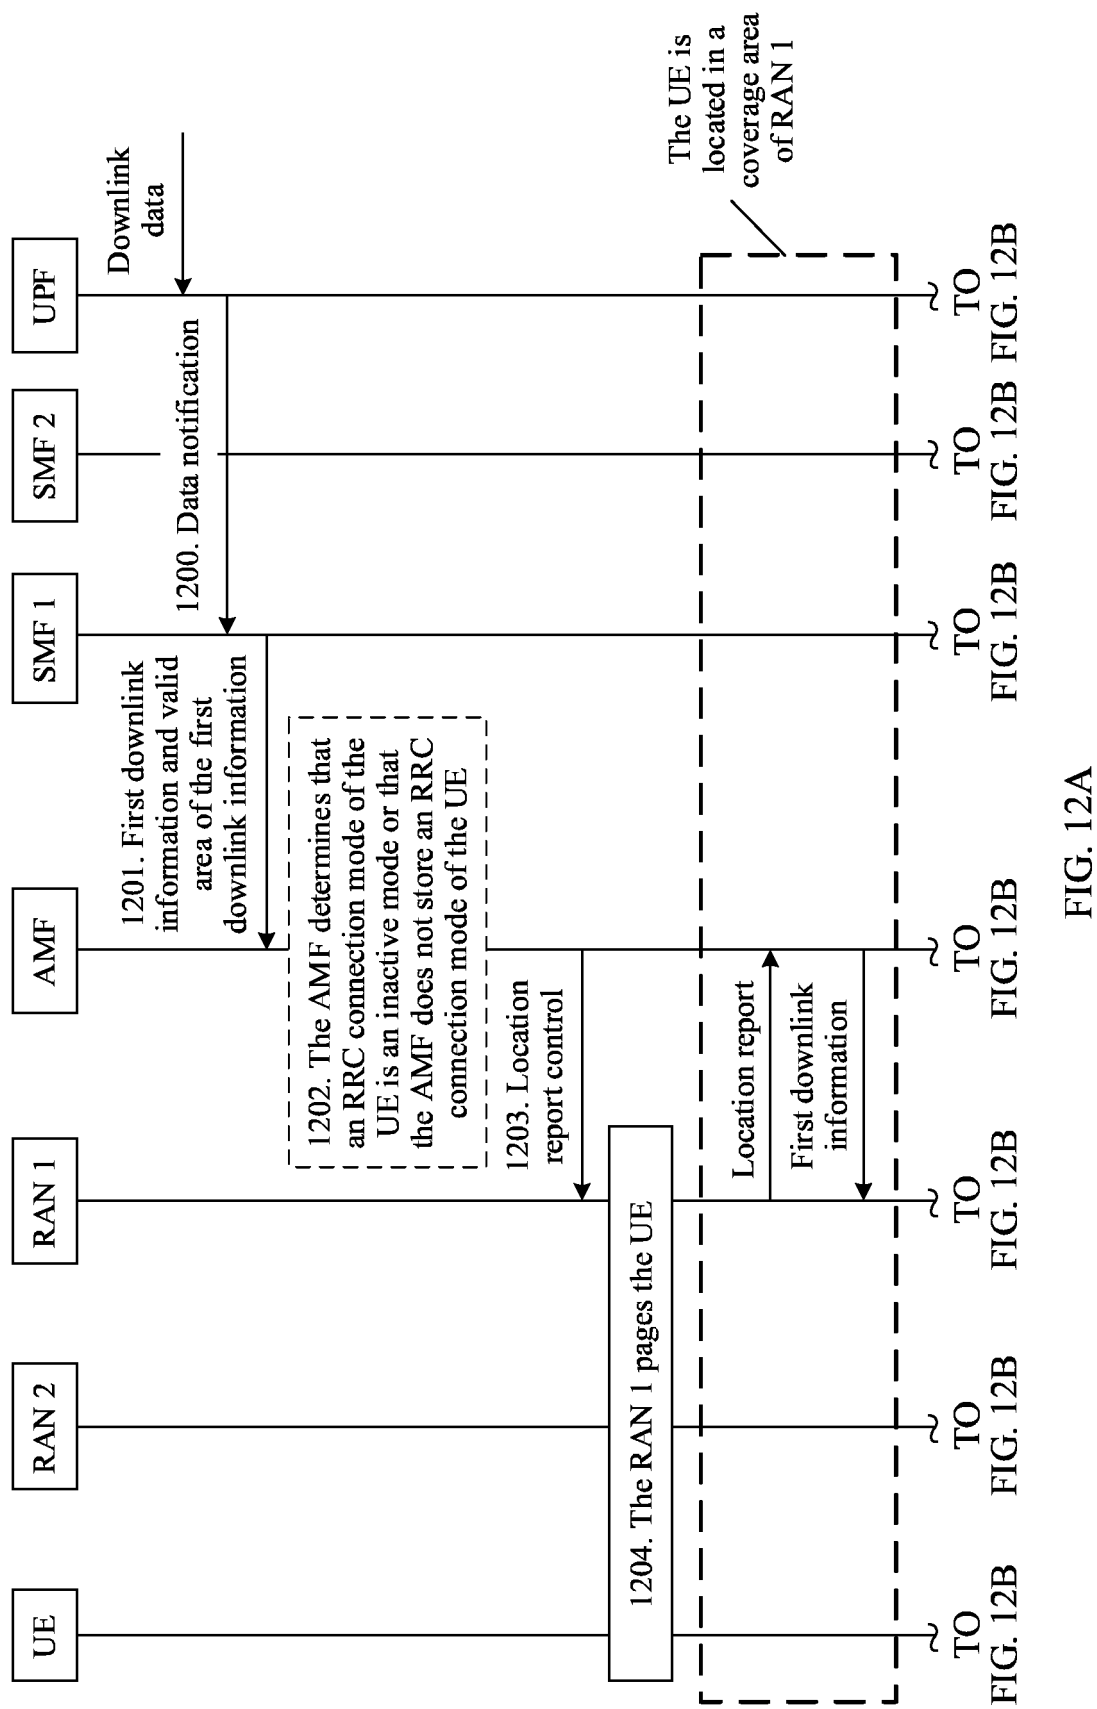 UE
RAN 2
RAN 1
AMF
SMF 1
SMF 2
UPF
Downlink
data
1200. Data notification
1201. First downlink
information and valid
area of the first
downlink information
1202. The AMF determines that
an RRC connection mode of the
UE is an inactive mode or that
the AMF does not store an RRC
connection mode of the UE
1203. Location
report control
1204. The RAN 1 pages the UE
The UE is
located in a
coverage area
of RAN 1
Location report
First downlink
information
TO
FIG. 12B
TO
FIG. 12B
TO
FIG. 12B
TO
FIG. 12B
TO
FIG. 12B
TO
FIG. 12B
TO
FIG. 12B
FIG. 12A